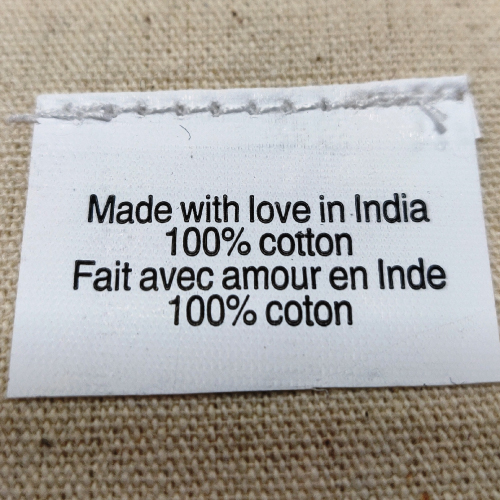 Made with love in India
100% cotton
Fait avec amour en Inde
100% coton